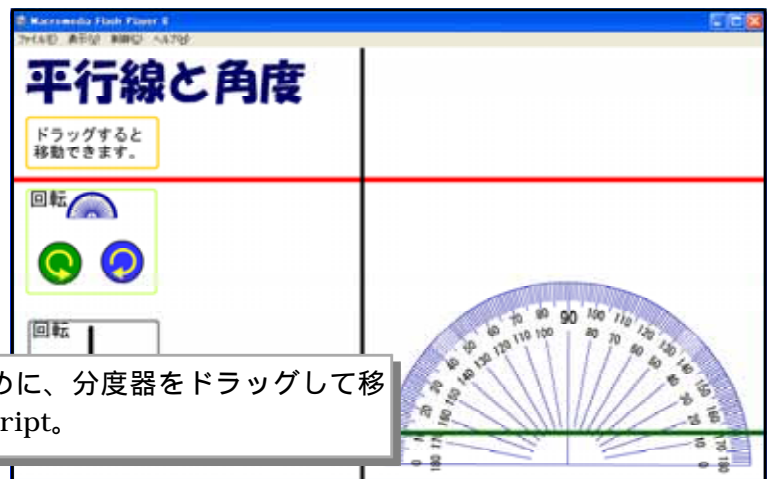 Macromedia Flash Player 8
ファイル(F) 表示(V) 制御(C) ヘルプ(H)
平行線と角度
ドラッグすると
移動できます。
回転
回転
めに、分度器をドラッグして移
ript。
90